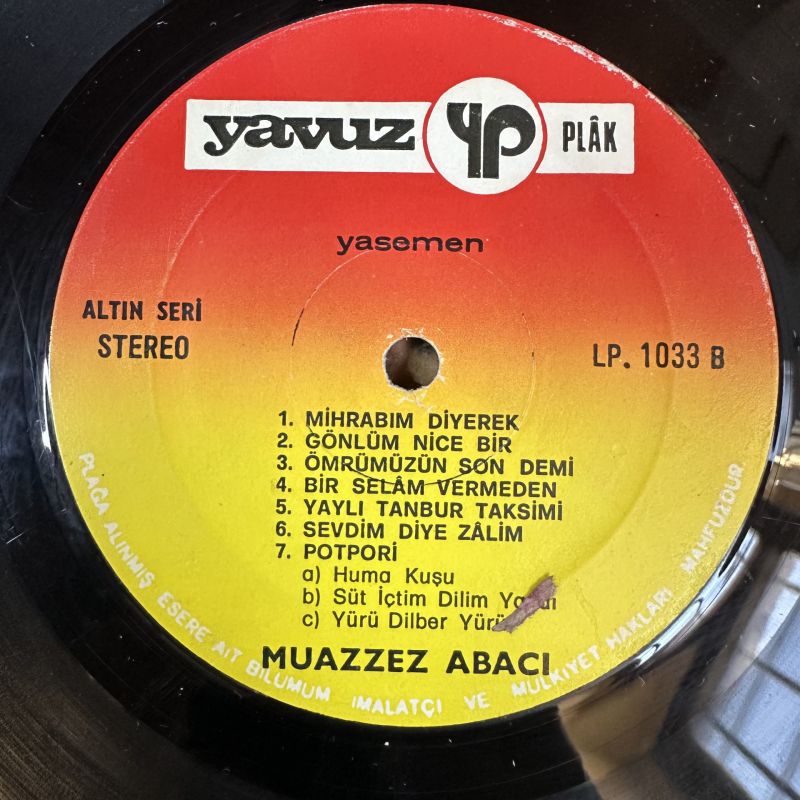 yavuz yp PLÂK
yasemen
ALTIN SERİ
STEREO
LP. 1033 B
1. MİHRABIM DİYEREK
2. GÖNLÜM NİCE BİR
3. ÖMRÜMÜZÜN SON DEMİ
4. BİR SELÂM VERMEDEN
5. YAYLI TANBUR TAKSİMİ
6. SEVDİM DİYE ZÂLİM
7. POTPORİ
a) Huma Kuşu
b) Süt İçtim Dilim
c) Yürü Dilber
MUAZZEZ ABACI
PLAĞA ALINMIŞ ESERE AİT BİLUMUM İMALATÇI VE MÜLKİYET HAKLARI MAHFUZDUR